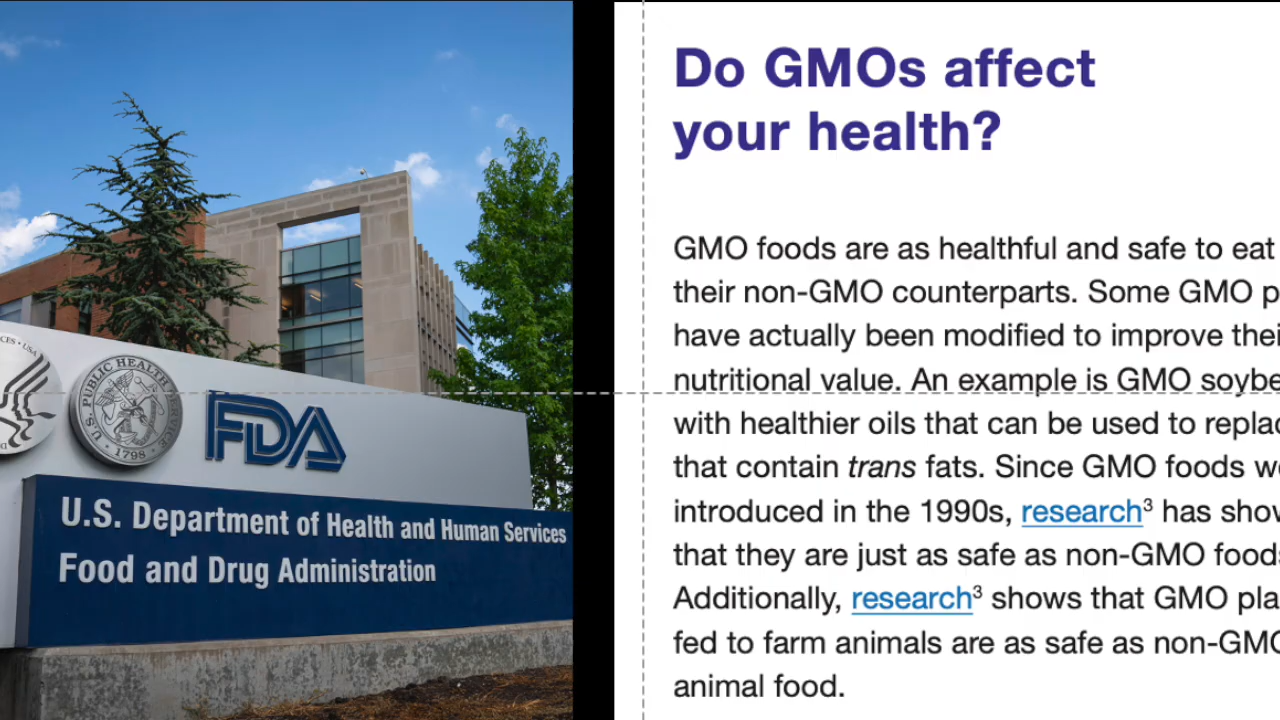 CES • USA
U.S. PUBLIC HEALTH SERVICE
1798
FDA
U.S. Department of Health and Human Services
Food and Drug Administration
Do GMOs affect
your health?
GMO foods are as healthful and safe to eat
their non-GMO counterparts. Some GMO p
have actually been modified to improve thei
nutritional value. An example is GMO soybe
with healthier oils that can be used to replac
that contain trans fats. Since GMO foods we
introduced in the 1990s, research³ has show
that they are just as safe as non-GMO foods
Additionally, research³ shows that GMO pla
fed to farm animals are as safe as non-GMO
animal food.